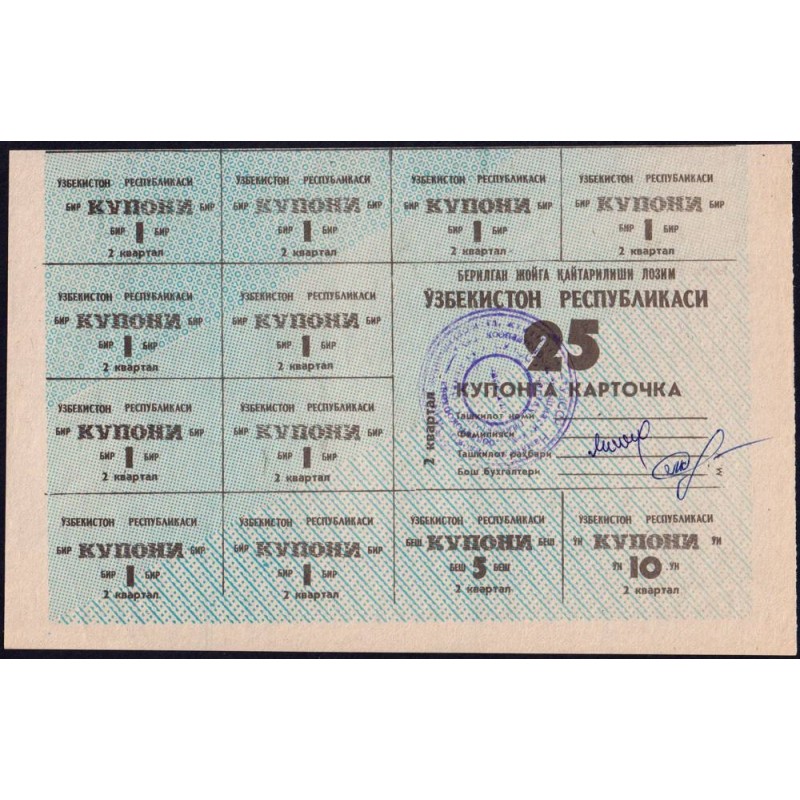 ЎЗБЕКИСТОН РЕСПУБЛИКАСИ
БИР КУПОНИ БИР
БИР 1 БИР
2 квартал
ЎЗБЕКИСТОН РЕСПУБЛИКАСИ
БИР КУПОНИ БИР
БИР 1 БИР
2 квартал
ЎЗБЕКИСТОН РЕСПУБЛИКАСИ
БИР КУПОНИ БИР
БИР 1 БИР
2 квартал
ЎЗБЕКИСТОН РЕСПУБЛИКАСИ
БИР КУПОНИ БИР
БИР 1 БИР
2 квартал
ЎЗБЕКИСТОН РЕСПУБЛИКАСИ
БИР КУПОНИ БИР
БИР 1 БИР
2 квартал
ЎЗБЕКИСТОН РЕСПУБЛИКАСИ
БИР КУПОНИ БИР
БИР 1 БИР
2 квартал
БЕРИЛГАН ЖОЙГА ҚАЙТАРИЛИШИ ЛОЗИМ
ЎЗБЕКИСТОН РЕСПУБЛИКАСИ
25
КУПОНГА КАРТОЧКА
2 квартал
Ташкилот номи
Фамилияси
Ташкилот раҳбари
Бош бухгалтери
М
ЎЗБЕКИСТОН РЕСПУБЛИКАСИ
БИР КУПОНИ БИР
БИР 1 БИР
2 квартал
ЎЗБЕКИСТОН РЕСПУБЛИКАСИ
БИР КУПОНИ БИР
БИР 1 БИР
2 квартал
ЎЗБЕКИСТОН РЕСПУБЛИКАСИ
БИР КУПОНИ БИР
БИР 1 БИР
2 квартал
ЎЗБЕКИСТОН РЕСПУБЛИКАСИ
БИР КУПОНИ БИР
БИР 1 БИР
2 квартал
ЎЗБЕКИСТОН РЕСПУБЛИКАСИ
БЕШ КУПОНИ БЕШ
БЕШ 5 БЕШ
2 квартал
ЎЗБЕКИСТОН РЕСПУБЛИКАСИ
ЎН КУПОНИ ЎН
ЎН 10 ЎН
2 квартал